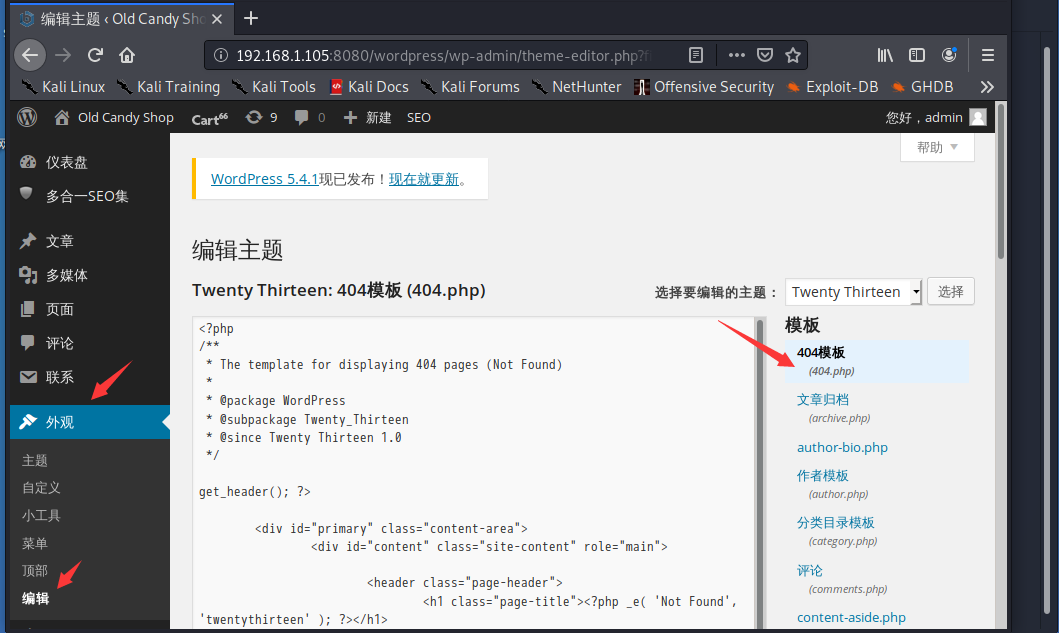 编辑主题 ‹ Old Candy Sho
192.168.1.105:8080/wordpress/wp-admin/theme-editor.php?
Kali Linux Kali Training Kali Tools Kali Docs Kali Forums NetHunter Offensive Security Exploit-DB GHDB
Old Candy Shop Cart66 9 0 新建 SEO 您好，admin
帮助
仪表盘
多合一SEO集
文章
多媒体
页面
评论
联系
外观
主题
自定义
小工具
菜单
顶部
编辑
WordPress 5.4.1现已发布！现在就更新。
编辑主题
Twenty Thirteen: 404模板 (404.php)
选择要编辑的主题： Twenty Thirteen 选择
<?php
/**
 * The template for displaying 404 pages (Not Found)
 *
 * @package WordPress
 * @subpackage Twenty_Thirteen
 * @since Twenty Thirteen 1.0
 */
get_header(); ?>
<div id="primary" class="content-area">
<div id="content" class="site-content" role="main">
<header class="page-header">
<h1 class="page-title"><?php _e( 'Not Found',
'twentythirteen' ); ?></h1>
模板
404模板
(404.php)
文章归档
(archive.php)
author-bio.php
作者模板
(author.php)
分类目录模板
(category.php)
评论
(comments.php)
content-aside.php